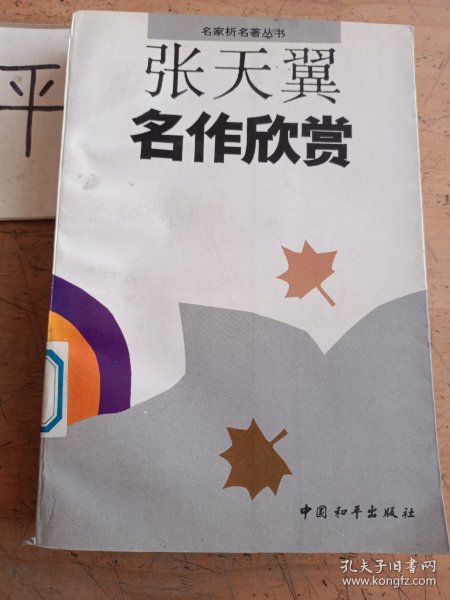 名家析名著丛书
张天翼
名作欣赏
平
中国和平出版社
孔夫子旧书网
www.kongfz.com